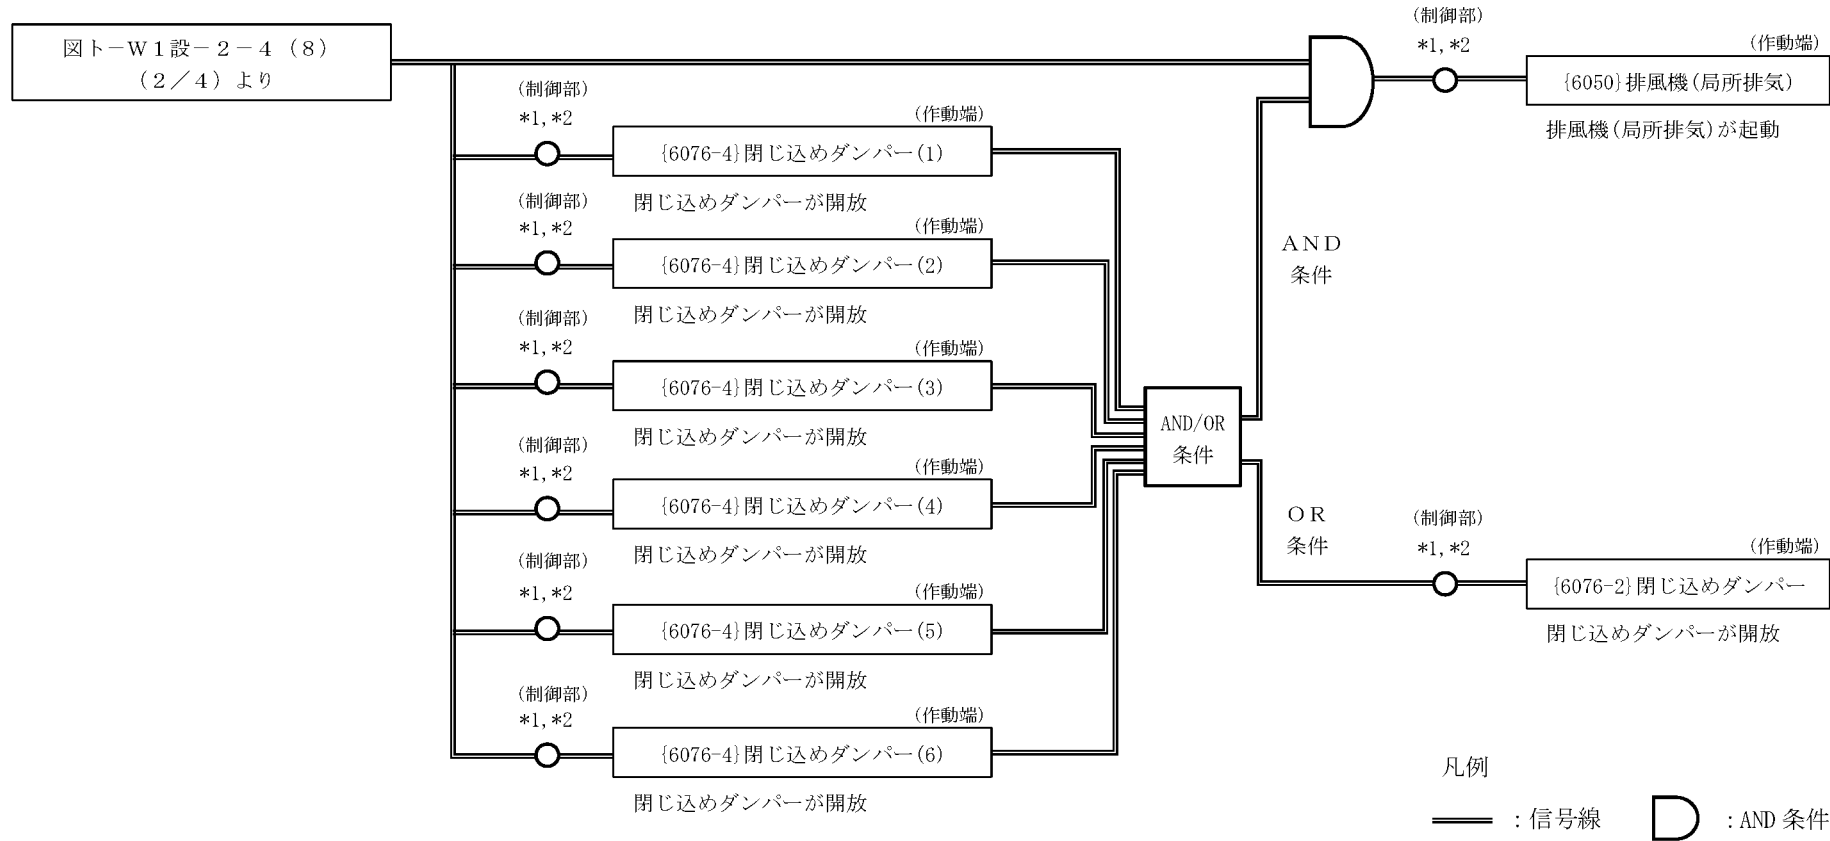 図ト－W１設－２－４（８）
（２／４）より
(制御部)
*1, *2
(作動端)
{6050}排風機(局所排気)
排風機(局所排気)が起動
(制御部)
*1, *2
(作動端)
{6076-4}閉じ込めダンパー(1)
閉じ込めダンパーが開放
(制御部)
*1, *2
(作動端)
{6076-4}閉じ込めダンパー(2)
閉じ込めダンパーが開放
(制御部)
*1, *2
(作動端)
{6076-4}閉じ込めダンパー(3)
閉じ込めダンパーが開放
(制御部)
*1, *2
(作動端)
{6076-4}閉じ込めダンパー(4)
閉じ込めダンパーが開放
(制御部)
*1, *2
(作動端)
{6076-4}閉じ込めダンパー(5)
閉じ込めダンパーが開放
(制御部)
*1, *2
(作動端)
{6076-4}閉じ込めダンパー(6)
閉じ込めダンパーが開放
AND/OR
条件
ＡＮＤ
条件
ＯＲ
条件
(制御部)
*1, *2
(作動端)
{6076-2}閉じ込めダンパー
閉じ込めダンパーが開放
凡例
：信号線
：AND 条件